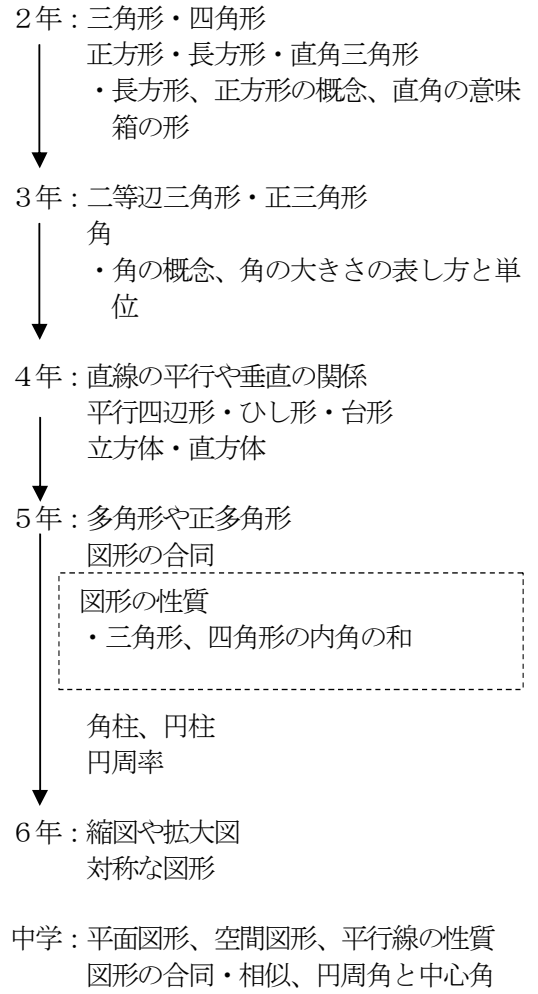 ２年：三角形・四角形
正方形・長方形・直角三角形
・長方形、正方形の概念、直角の意味
箱の形
３年：二等辺三角形・正三角形
角
・角の概念、角の大きさの表し方と単
位
４年：直線の平行や垂直の関係
平行四辺形・ひし形・台形
立方体・直方体
５年：多角形や正多角形
図形の合同
図形の性質
・三角形、四角形の内角の和
角柱、円柱
円周率
６年：縮図や拡大図
対称な図形
中学：平面図形、空間図形、平行線の性質
図形の合同・相似、円周角と中心角